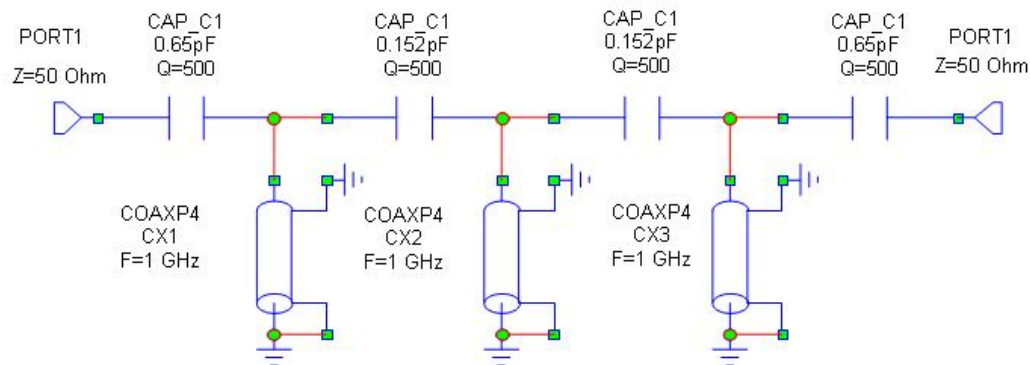 PORT1
Z=50 Ohm
CAP_C1
0.65pF
Q=500
CAP_C1
0.152pF
Q=500
CAP_C1
0.152pF
Q=500
CAP_C1
0.65pF
Q=500
PORT1
Z=50 Ohm
COAXP4
CX1
F=1 GHz
COAXP4
CX2
F=1 GHz
COAXP4
CX3
F=1 GHz